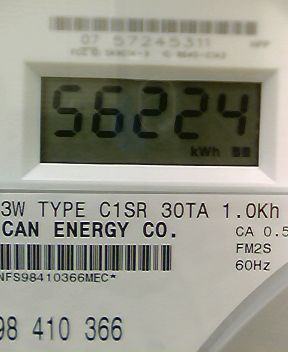 07 57245311
56224
kWh
3W TYPE C1SR 30TA 1.0Kh
CAN ENERGY CO.
CA 0.5
FM2S
NFS98410366MEC*
60Hz
98 410 366